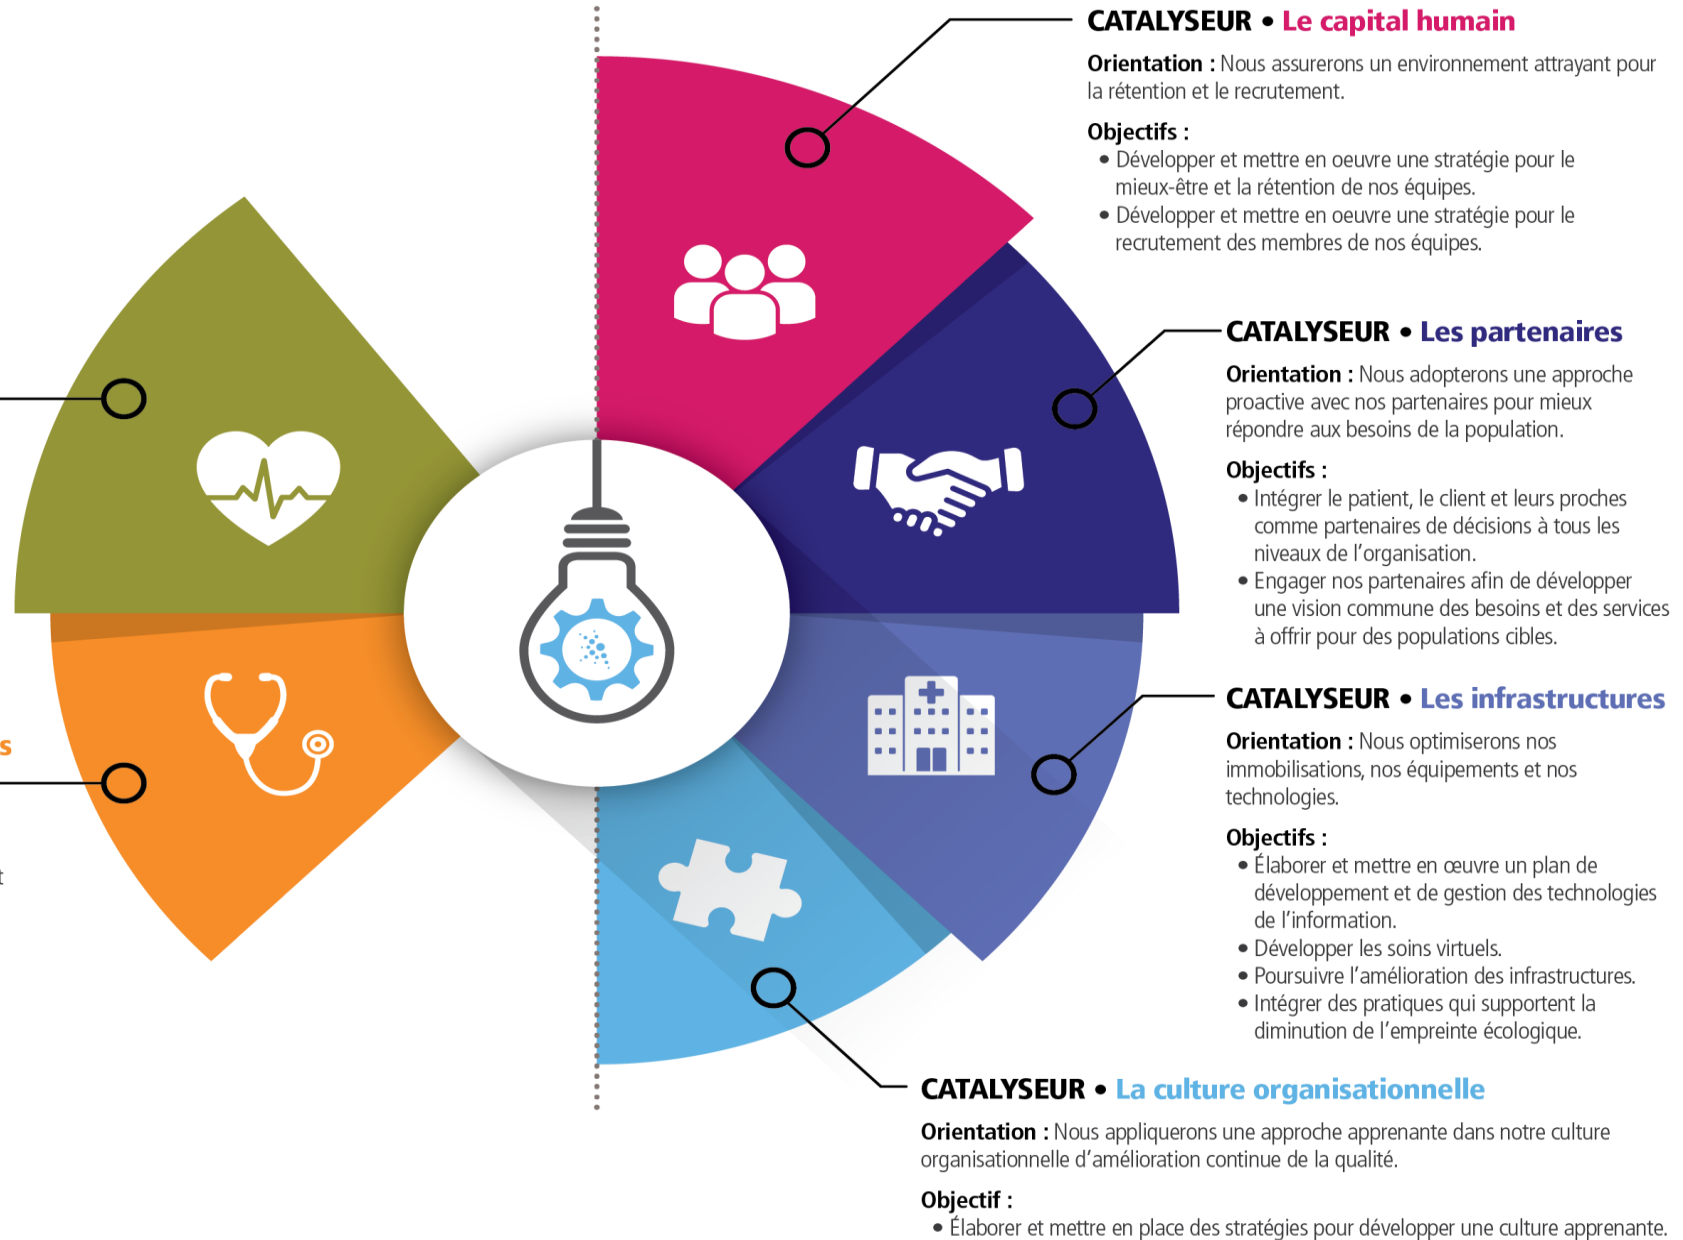 CATALYSEUR • Le capital humain
Orientation : Nous assurerons un environnement attrayant pour
la rétention et le recrutement.
Objectifs :
• Développer et mettre en oeuvre une stratégie pour le
mieux-être et la rétention de nos équipes.
• Développer et mettre en oeuvre une stratégie pour le
recrutement des membres de nos équipes.
CATALYSEUR • Les partenaires
Orientation : Nous adopterons une approche
proactive avec nos partenaires pour mieux
répondre aux besoins de la population.
Objectifs :
• Intégrer le patient, le client et leurs proches
comme partenaires de décisions à tous les
niveaux de l’organisation.
• Engager nos partenaires afin de développer
une vision commune des besoins et des services
à offrir pour des populations cibles.
CATALYSEUR • Les infrastructures
Orientation : Nous optimiserons nos
immobilisations, nos équipements et nos
technologies.
Objectifs :
• Élaborer et mettre en œuvre un plan de
développement et de gestion des technologies
de l’information.
• Développer les soins virtuels.
• Poursuivre l’amélioration des infrastructures.
• Intégrer des pratiques qui supportent la
diminution de l’empreinte écologique.
CATALYSEUR • La culture organisationnelle
Orientation : Nous appliquerons une approche apprenante dans notre culture
organisationnelle d’amélioration continue de la qualité.
Objectif :
• Élaborer et mettre en place des stratégies pour développer une culture apprenante.
s
t